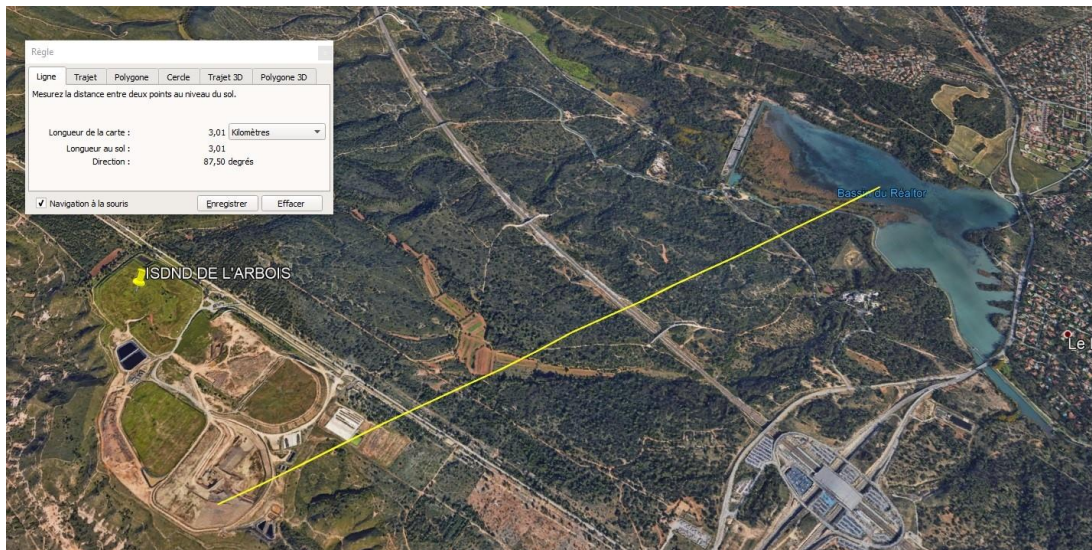 Règle
Ligne Trajet Polygone Cercle Trajet 3D Polygone 3D
Mesurez la distance entre deux points au niveau du sol.
Longueur de la carte : 3,01 Kilomètres
Longueur au sol : 3,01
Direction : 87,50 degrés
Navigation à la souris Enregistrer Effacer
Bassin du Réaltor
ISDND DE L'ARBOIS
Le